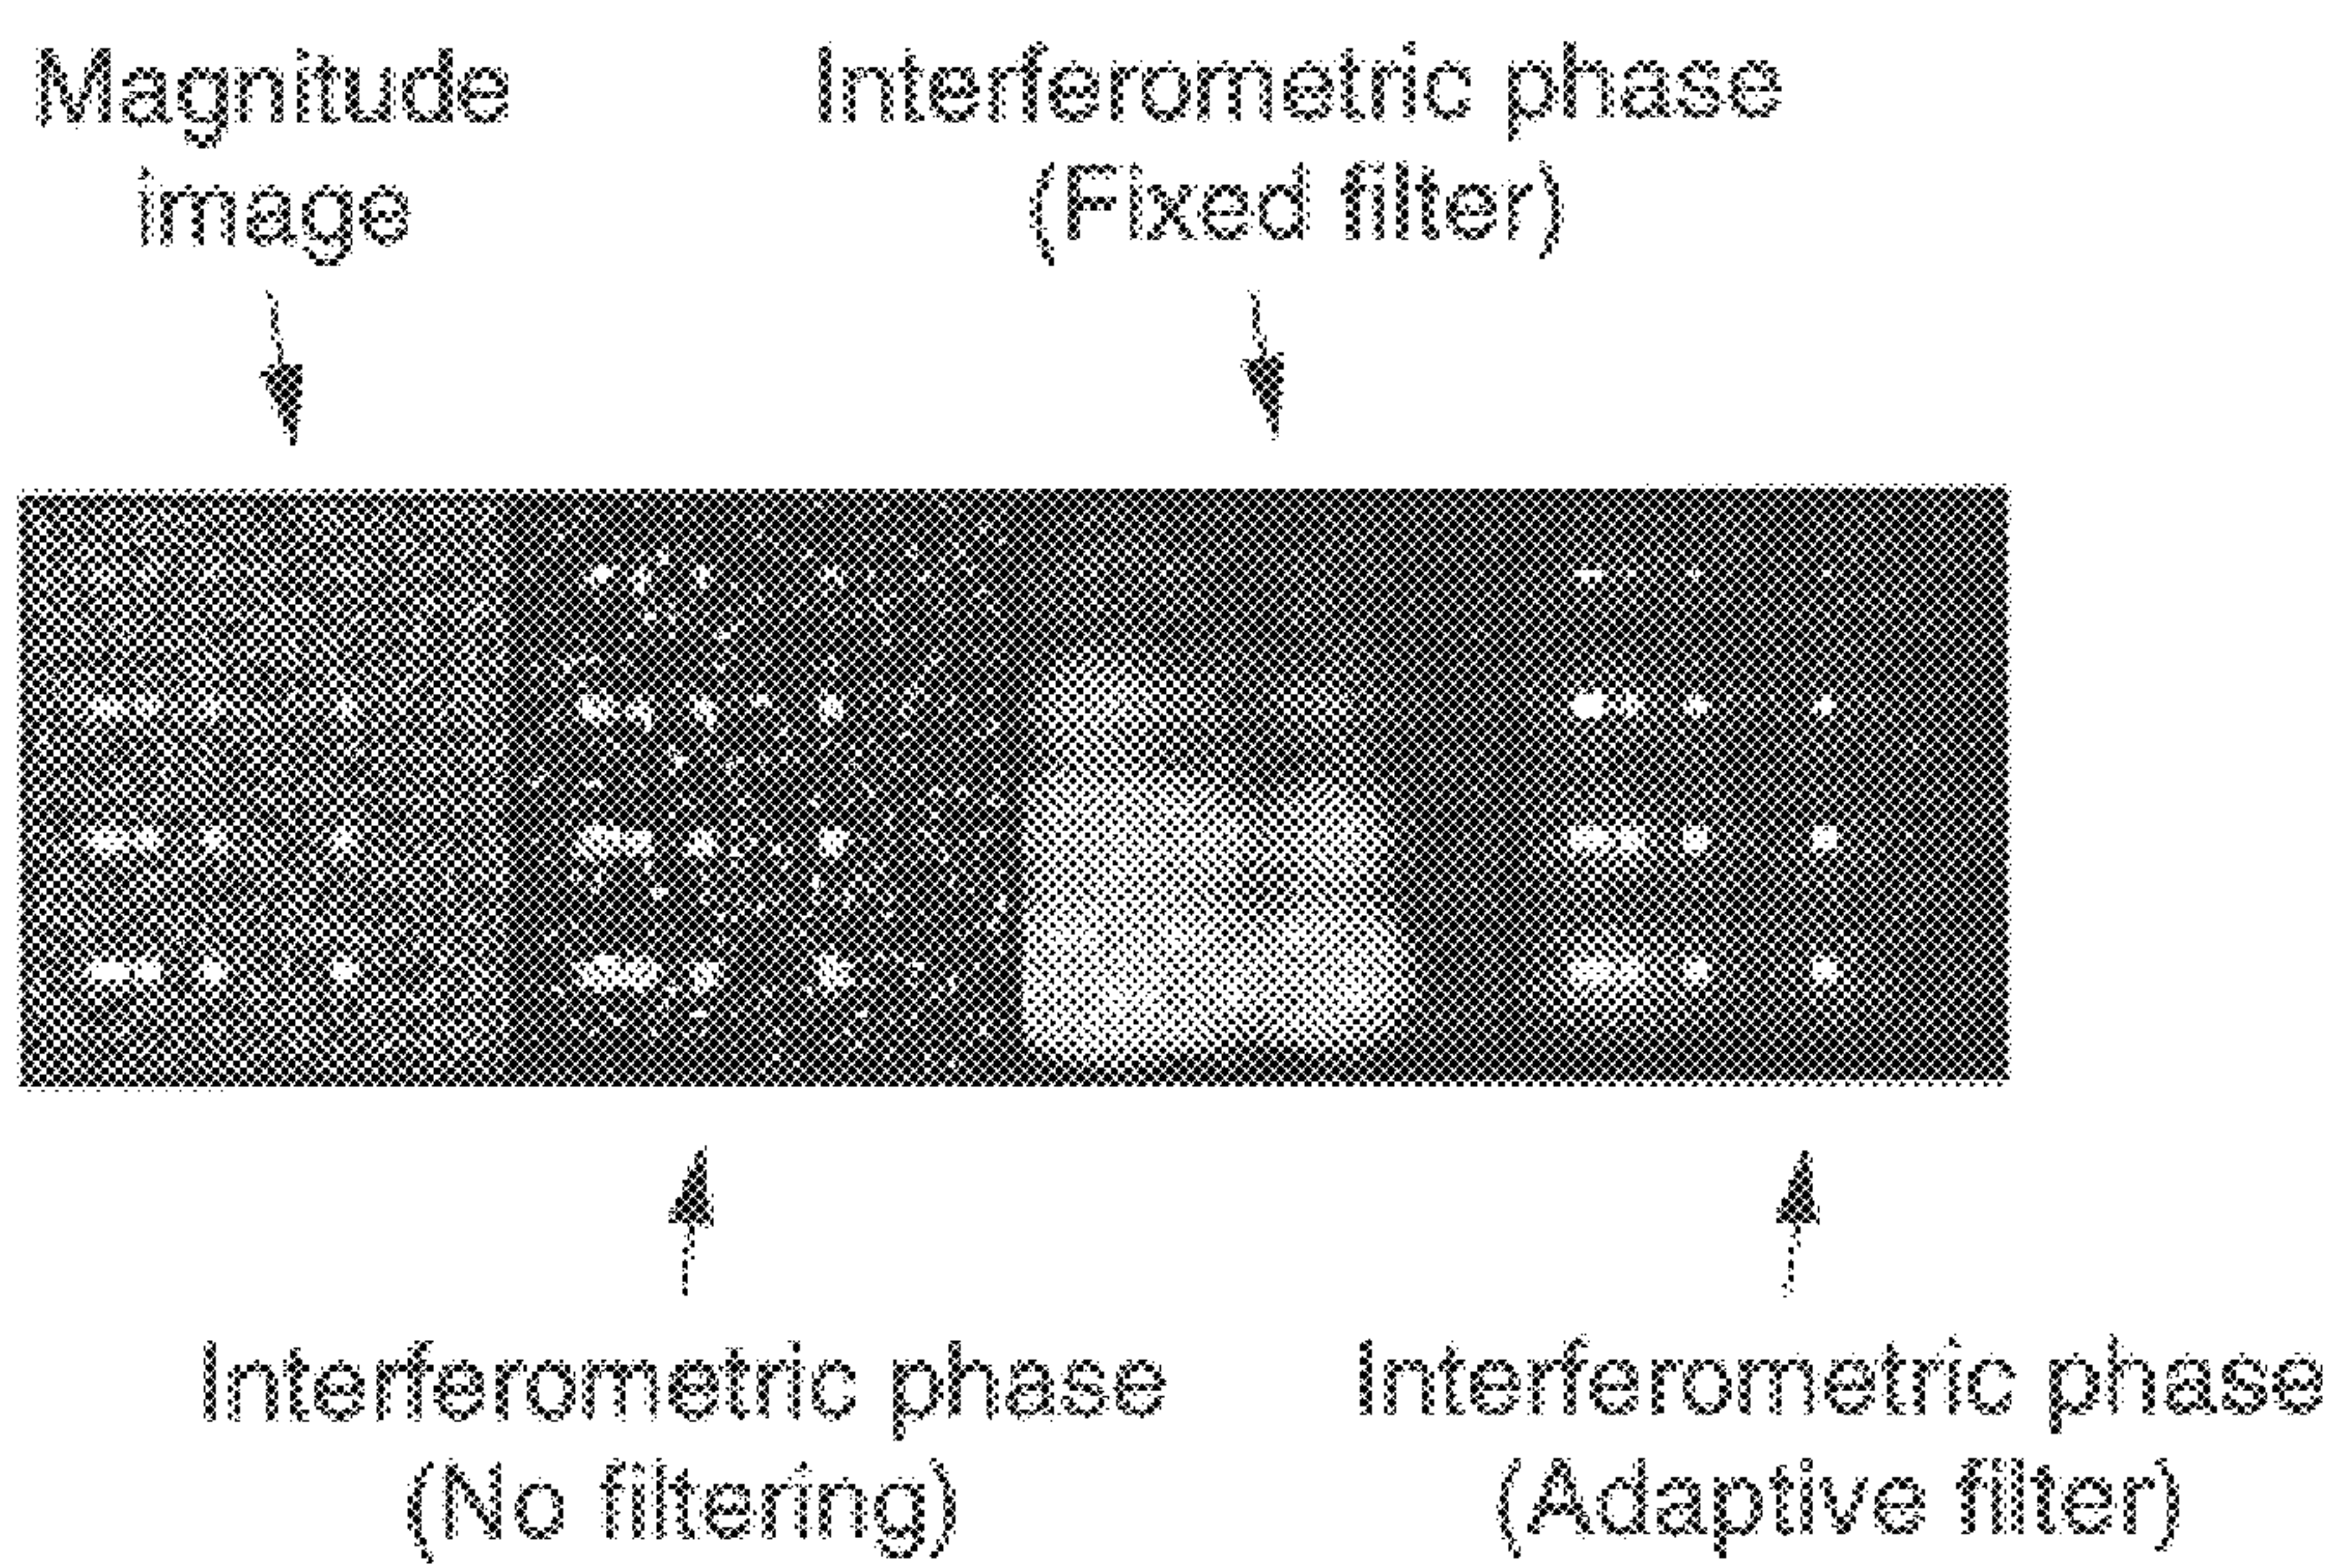 Magnitude
image
Interferometric phase
(Fixed filter)
Interferometric phase
(No filtering)
Interferometric phase
(Adaptive filter)